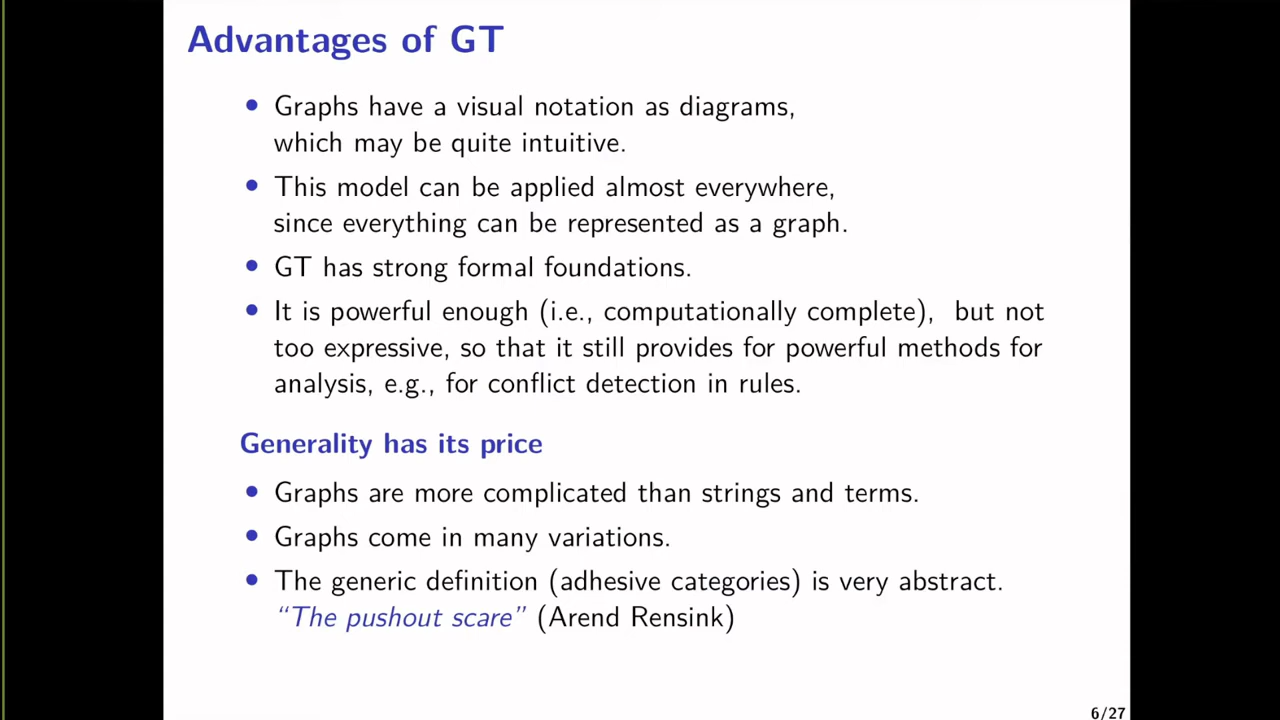 Advantages of GT
• Graphs have a visual notation as diagrams,
which may be quite intuitive.
• This model can be applied almost everywhere,
since everything can be represented as a graph.
• GT has strong formal foundations.
• It is powerful enough (i.e., computationally complete), but not
too expressive, so that it still provides for powerful methods for
analysis, e.g., for conflict detection in rules.
Generality has its price
• Graphs are more complicated than strings and terms.
• Graphs come in many variations.
• The generic definition (adhesive categories) is very abstract.
“The pushout scare” (Arend Rensink)
6/27